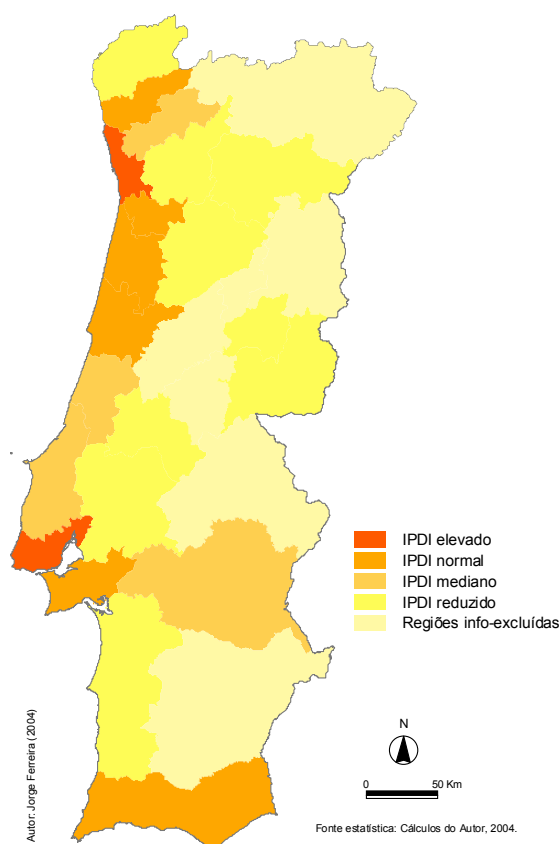 IPDI elevado
IPDI normal
IPDI mediano
IPDI reduzido
Regiões info-excluídas
N
0 50 Km
Autor: Jorge Ferreira (2004)
Fonte estatística: Cálculos do Autor, 2004.